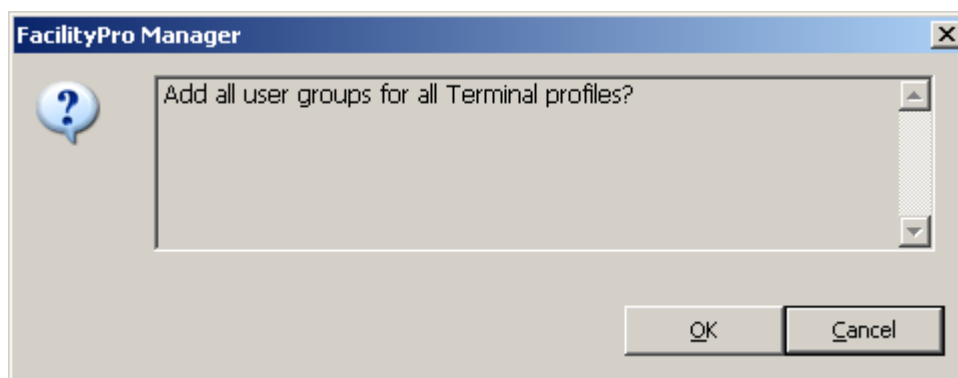 FacilityPro Manager
Add all user groups for all Terminal profiles?
OK
Cancel